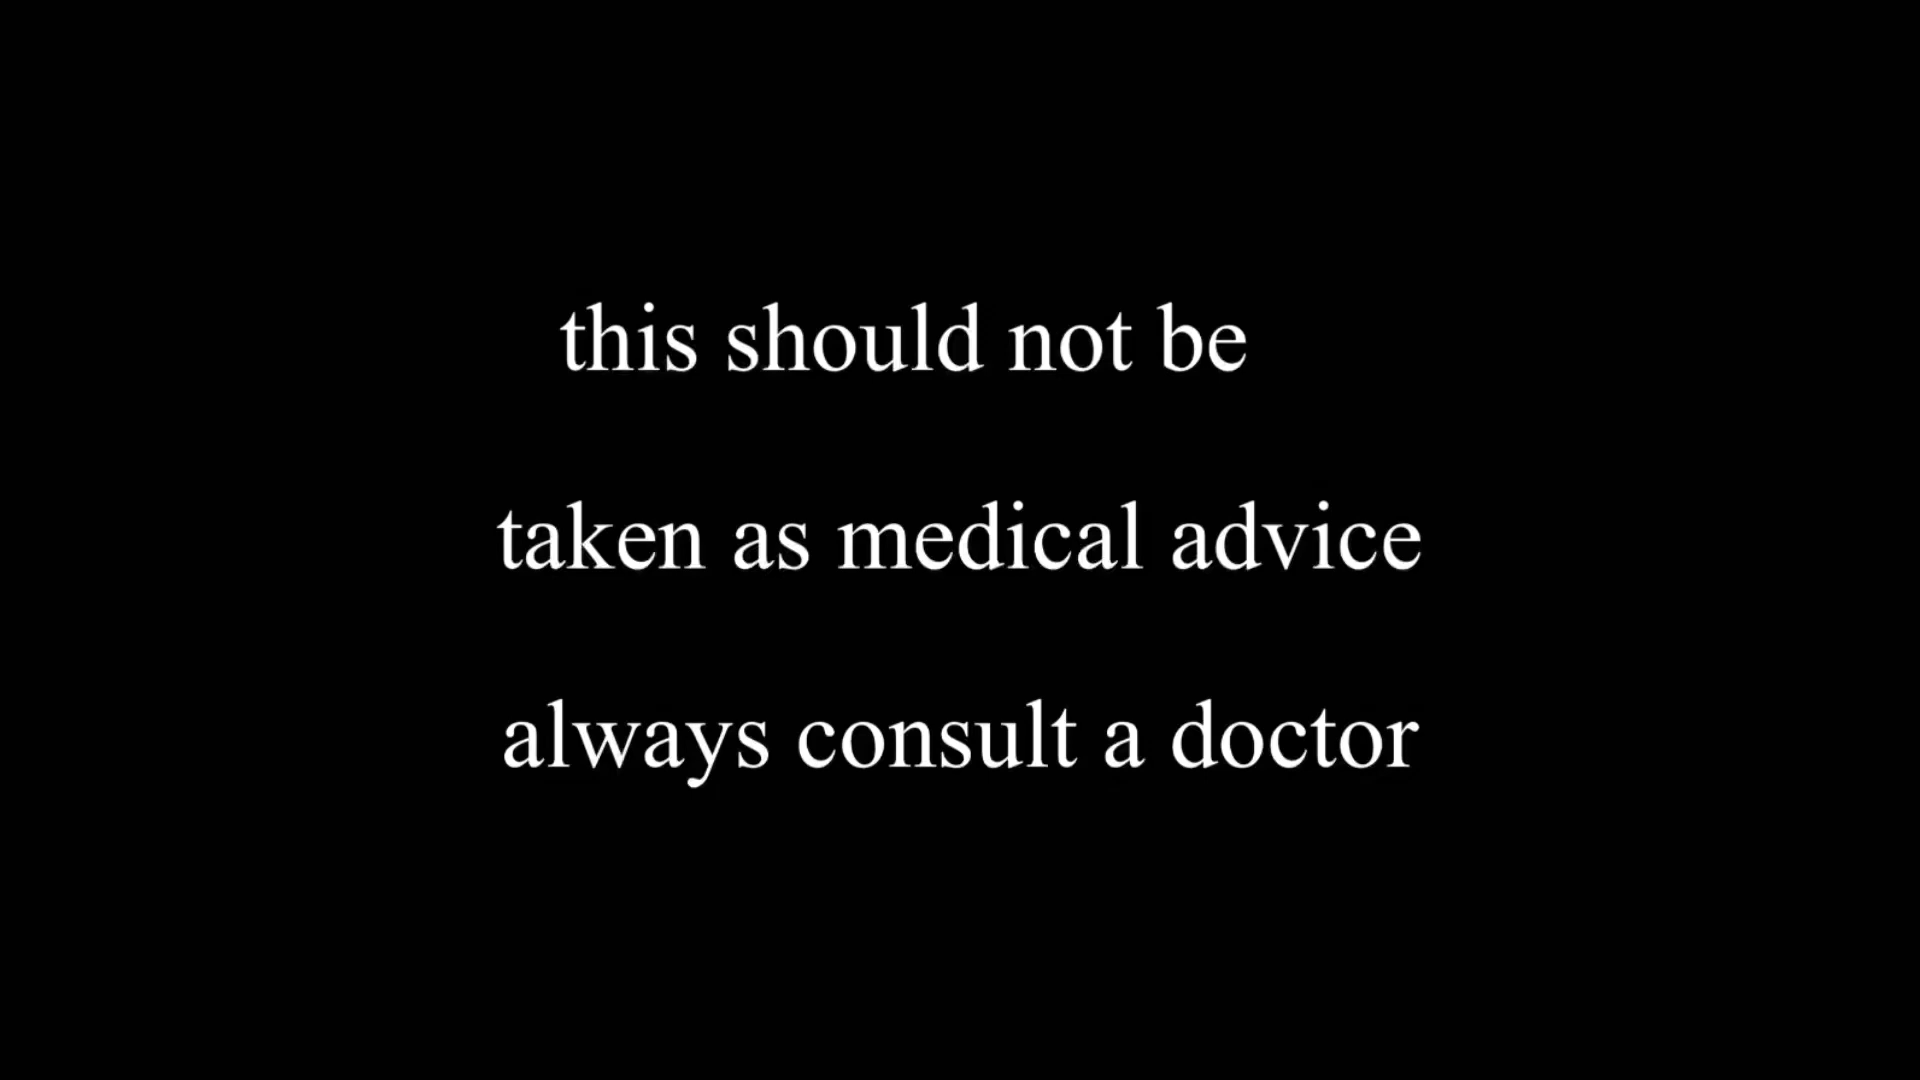 this should not be
taken as medical advice
always consult a doctor